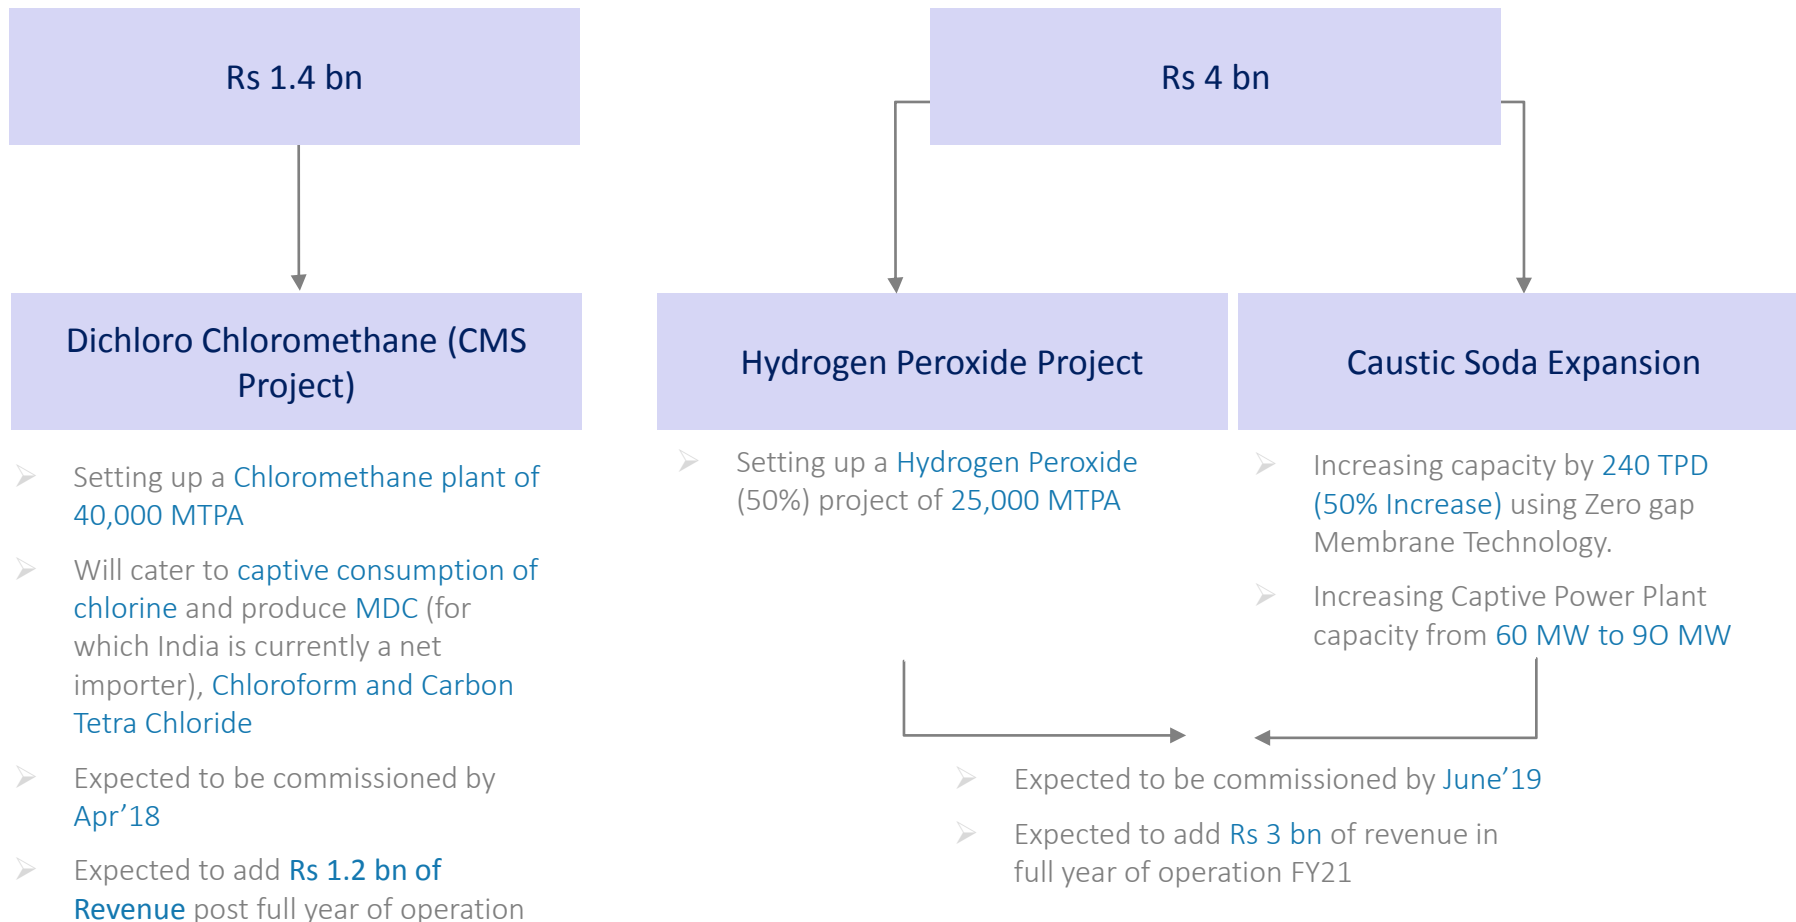 Rs 1.4 bn
Rs 4 bn
Dichloro Chloromethane (CMS
Project)
Hydrogen Peroxide Project
Caustic Soda Expansion
Setting up a Chloromethane plant of
40,000 MTPA
Will cater to captive consumption of
chlorine and produce MDC (for
which India is currently a net
importer), Chloroform and Carbon
Tetra Chloride
Expected to be commissioned by
Apr’18
Expected to add Rs 1.2 bn of
Revenue post full year of operation
Setting up a Hydrogen Peroxide
(50%) project of 25,000 MTPA
Increasing capacity by 240 TPD
(50% Increase) using Zero gap
Membrane Technology.
Increasing Captive Power Plant
capacity from 60 MW to 9O MW
Expected to be commissioned by June’19
Expected to add Rs 3 bn of revenue in
full year of operation FY21